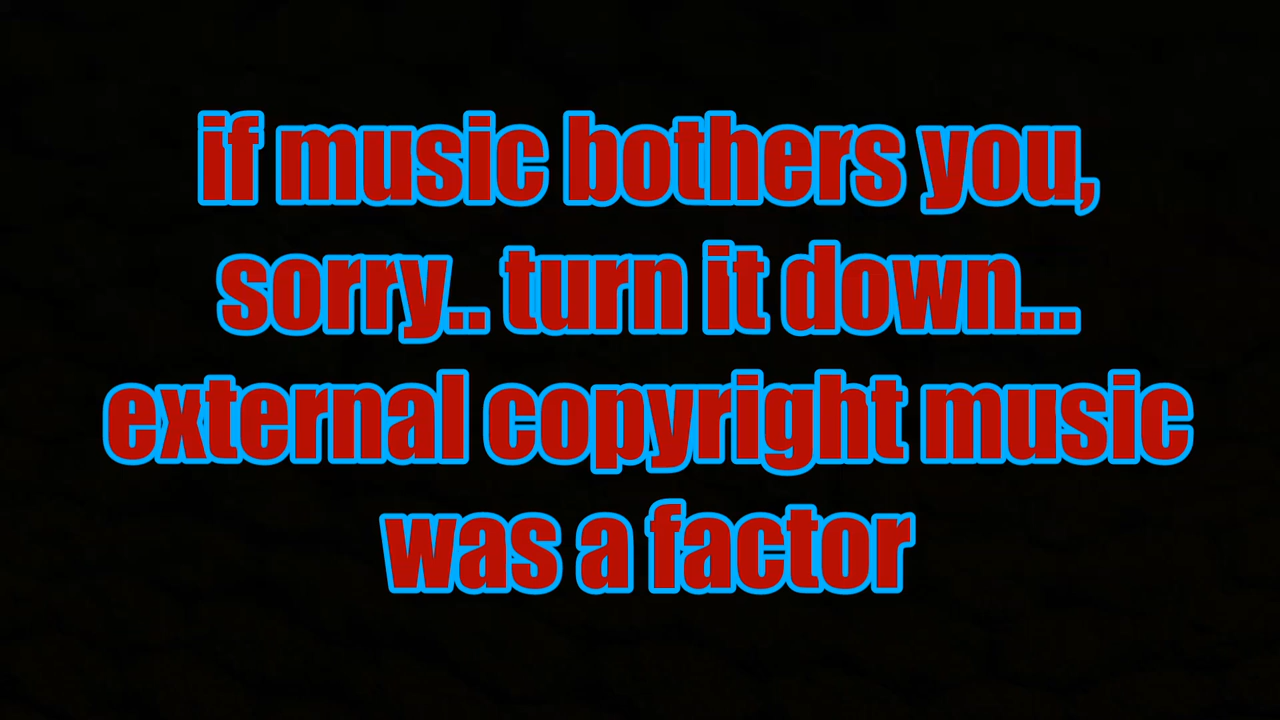 if music bothers you,
sorry.. turn it down...
external copyright music
was a factor